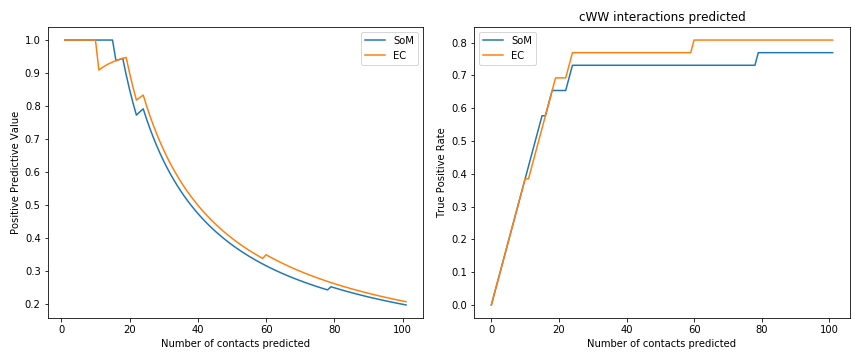 cWW interactions predicted
Positive Predictive Value
1.0
0.9
0.8
0.7
0.6
0.5
0.4
0.3
0.2
0 20 40 60 80 100
Number of contacts predicted
SoM
EC
True Positive Rate
0.8
0.7
0.6
0.5
0.4
0.3
0.2
0.1
0.0
0 20 40 60 80 100
Number of contacts predicted
SoM
EC